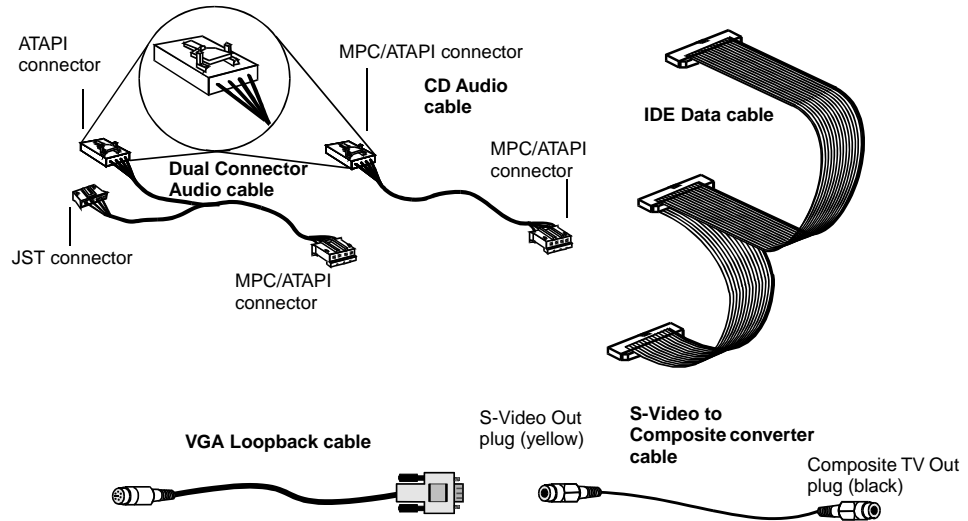 ATAPI
connector
MPC/ATAPI connector
CD Audio
cable
IDE Data cable
MPC/ATAPI
connector
Dual Connector
Audio cable
JST connector
MPC/ATAPI
connector
VGA Loopback cable
S-Video Out
plug (yellow)
S-Video to
Composite converter
cable
Composite TV Out
plug (black)